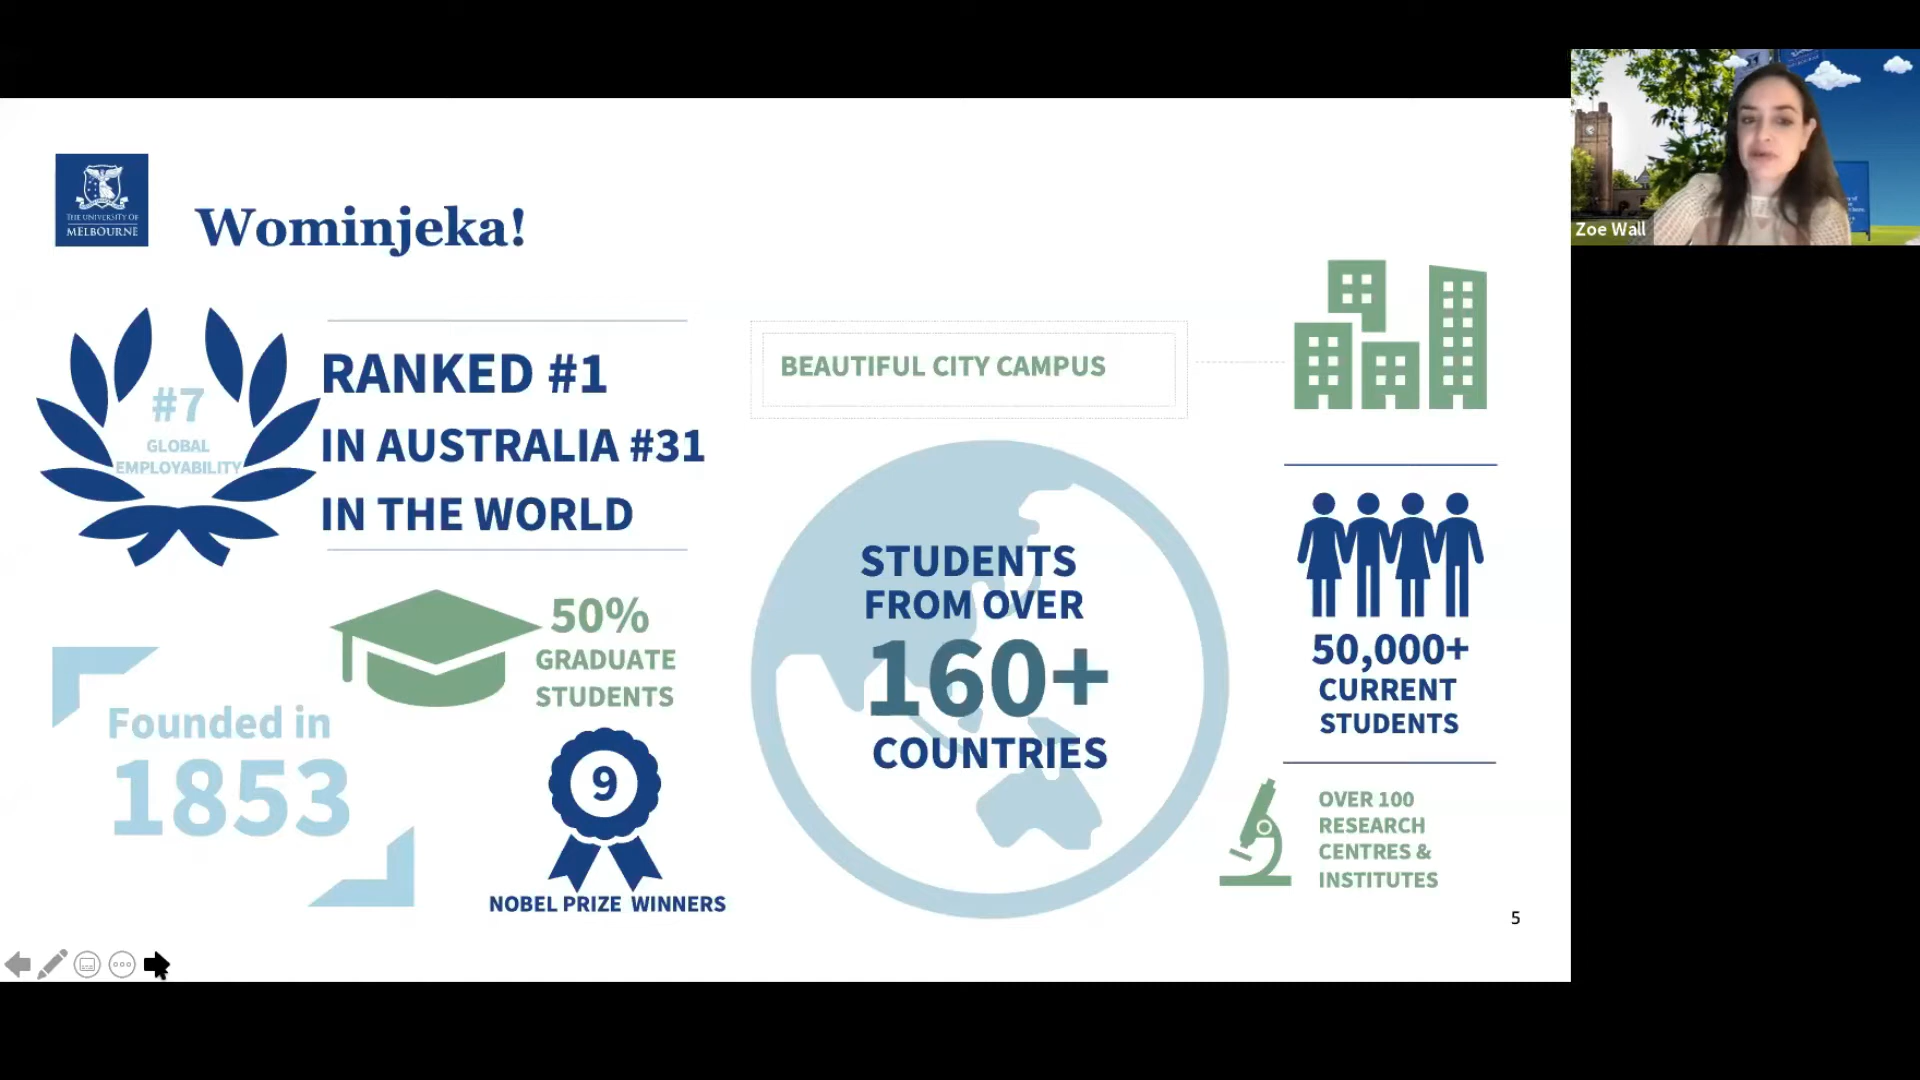 THE UNIVERSITY OF
MELBOURNE
Wominjeka!
#7
GLOBAL
EMPLOYABILITY
RANKED #1
IN AUSTRALIA #31
IN THE WORLD
BEAUTIFUL CITY CAMPUS
50%
GRADUATE
STUDENTS
Founded in
1853
9
NOBEL PRIZE WINNERS
STUDENTS
FROM OVER
160+
COUNTRIES
50,000+
CURRENT
STUDENTS
OVER 100
RESEARCH
CENTRES &
INSTITUTES
5
Zoe Wall